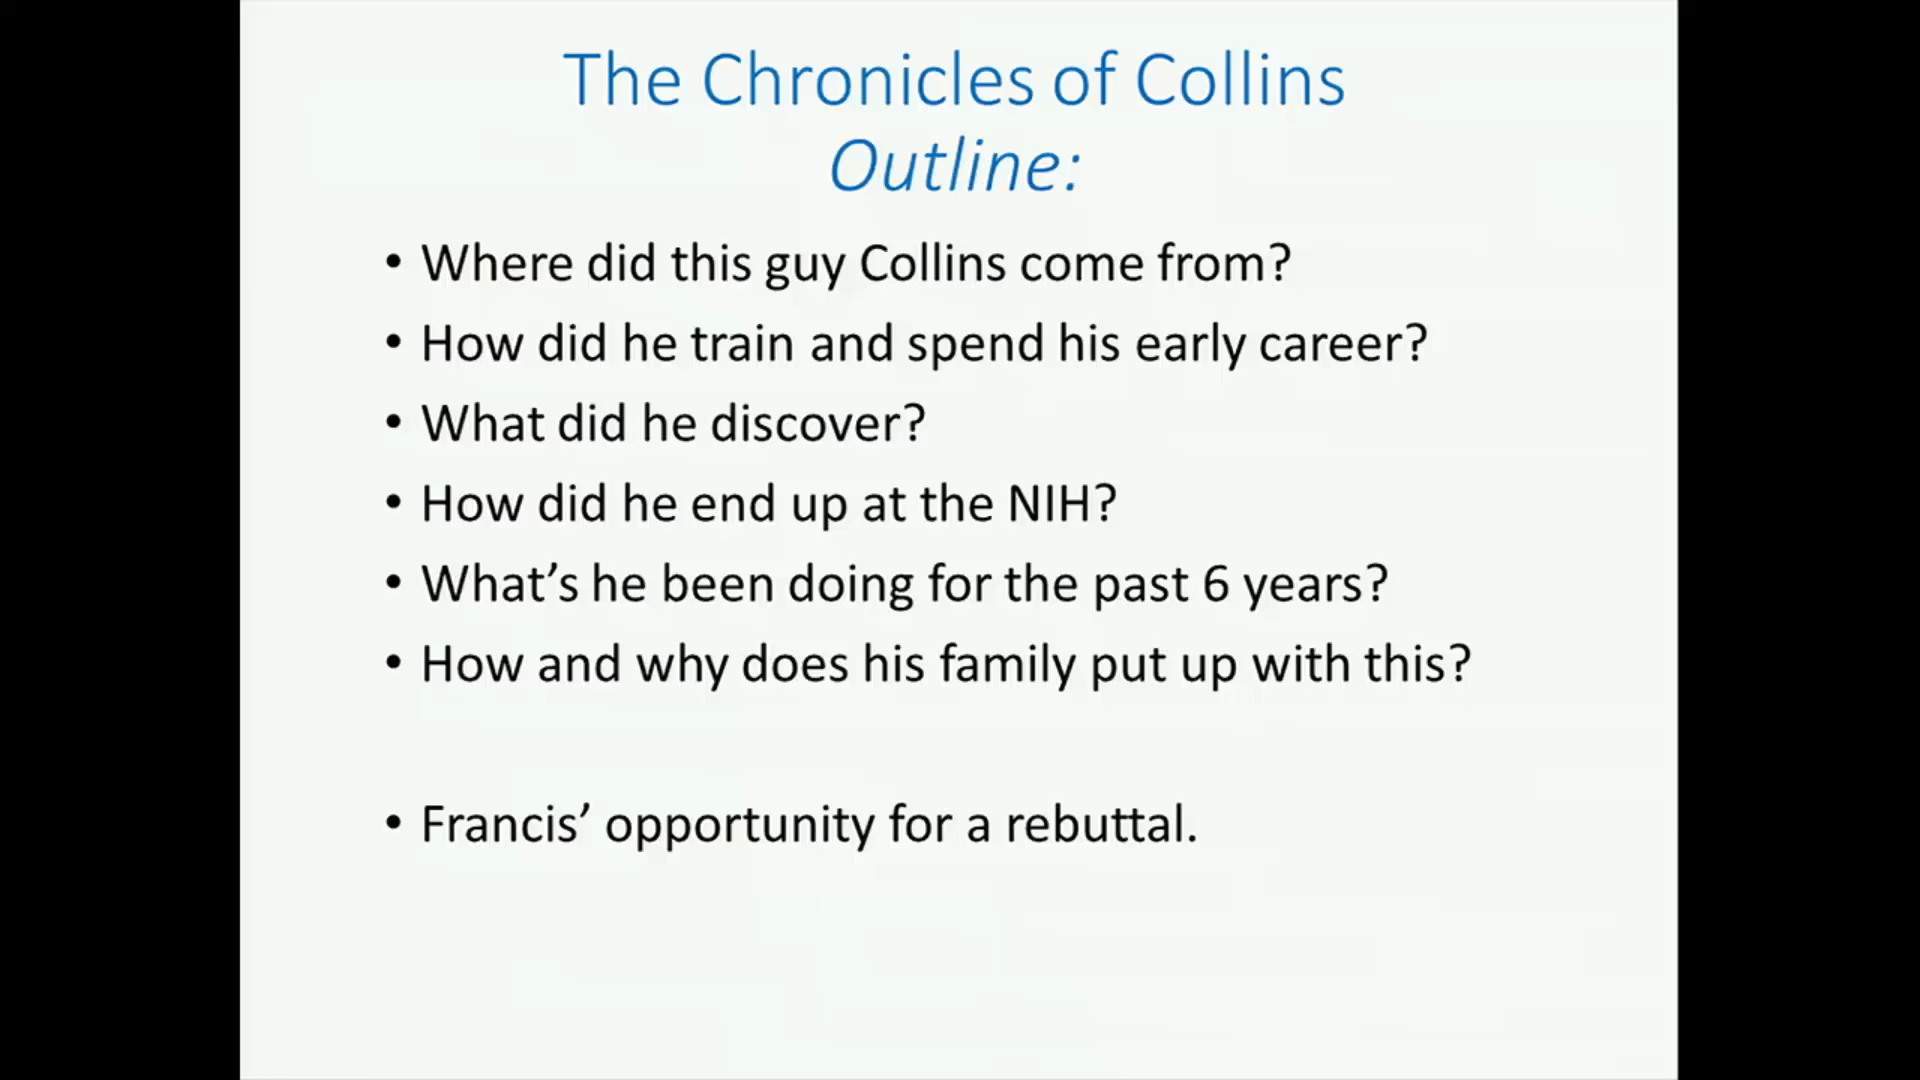 The Chronicles of Collins
Outline:
• Where did this guy Collins come from?
• How did he train and spend his early career?
• What did he discover?
• How did he end up at the NIH?
• What’s he been doing for the past 6 years?
• How and why does his family put up with this?
• Francis’ opportunity for a rebuttal.